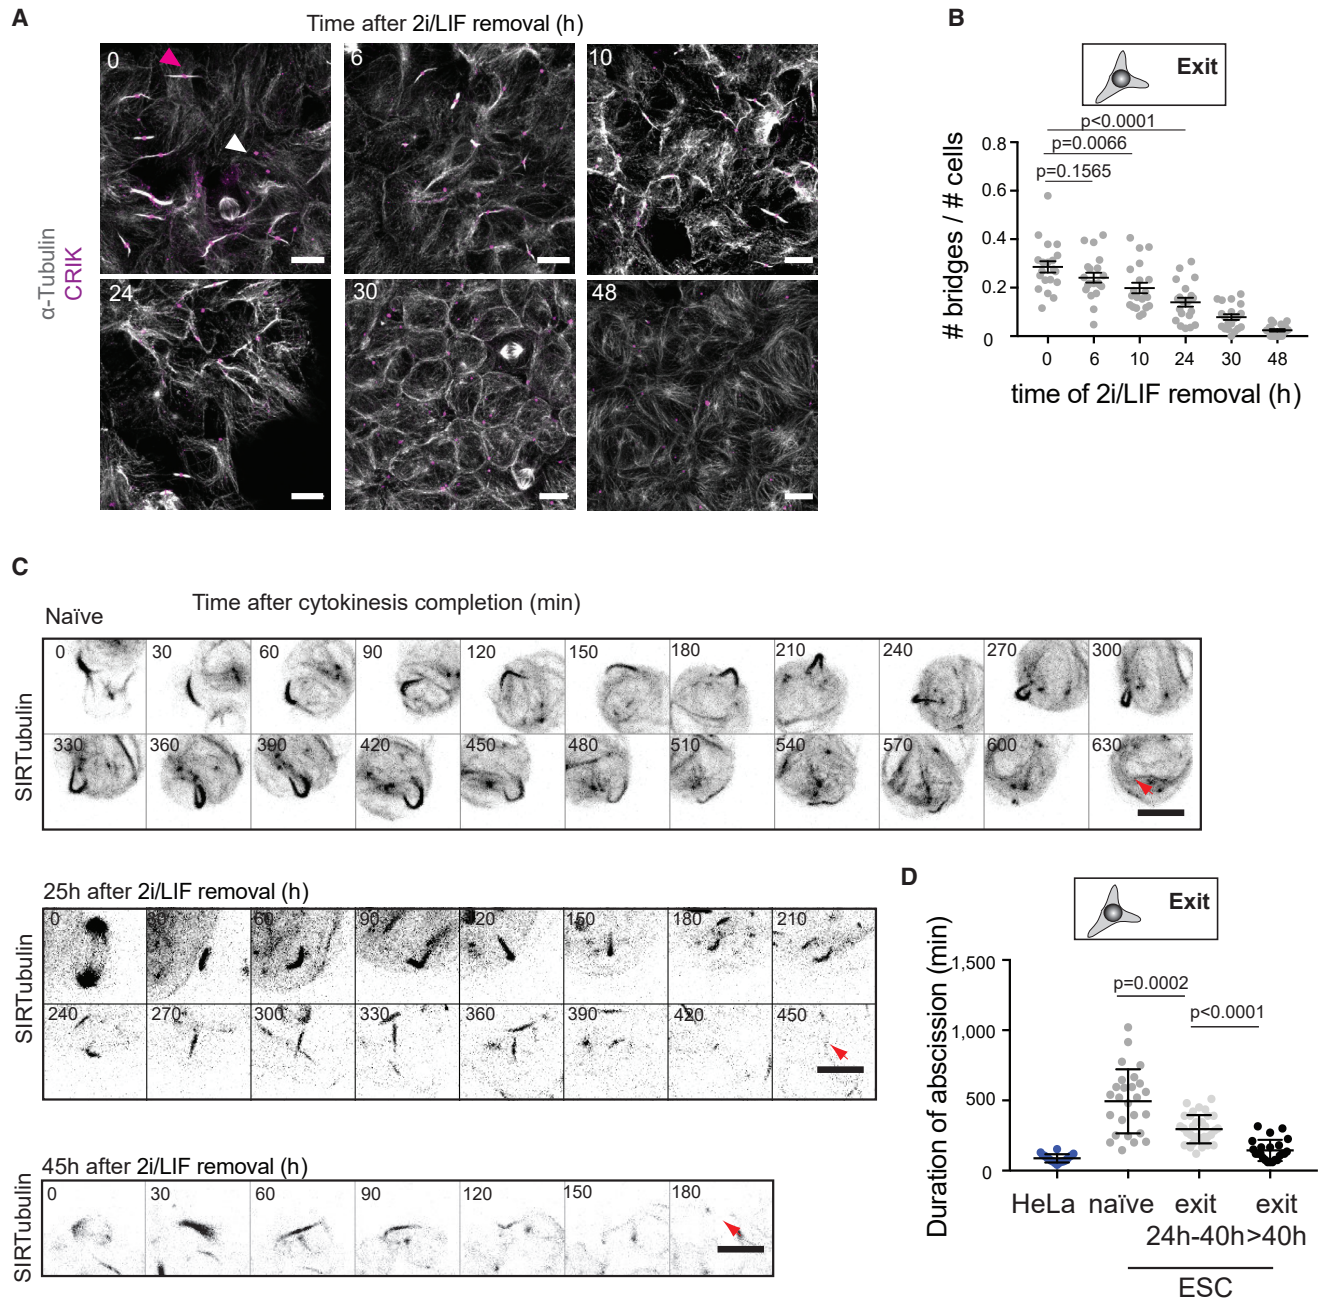 A
Time after 2i/LIF removal (h)
α-Tubulin
CRIK
0
6
10
24
30
48
B
Exit
p<0.0001
p=0.0066
p=0.1565
# bridges / # cells
0.8
0.6
0.4
0.2
0
0 6 10 24 30 48
time of 2i/LIF removal (h)
C
Naïve
Time after cytokinesis completion (min)
SIRTubulin
0 30 60 90 120 150 180 210 240 270 300
330 360 390 420 450 480 510 540 570 600 630
25h after 2i/LIF removal (h)
SIRTubulin
0 30 60 90 120 150 180 210
240 270 300 330 360 390 420 450
45h after 2i/LIF removal (h)
SIRTubulin
0 30 60 90 120 150 180
D
Exit
Duration of abscission (min)
1,500
1,000
500
0
p=0.0002
p<0.0001
HeLa naïve exit exit
24h-40h >40h
ESC